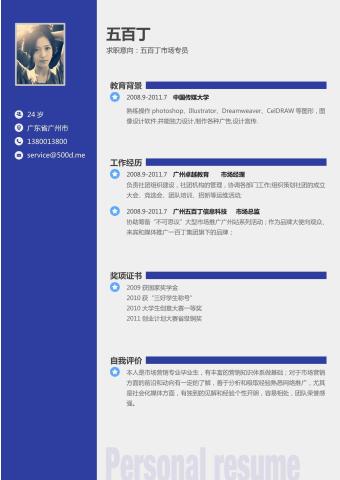 五百丁
求职意向：五百丁市场专员
24 岁
广东省广州市
1380013800
service@500d.me
教育背景
2008.9-2011.7 中国传媒大学
熟练操作 photoshop、Illustrator、Dreamweaver、CelDRAW 等图形，图
像设计软件.并能独力设计,制作各种广告,设计宣传.
工作经历
2008.9-2011.7 广州卓越教育 市场经理
负责社团组织建设，社团机构的管理，协调各部门工作;组织策划社团的成立
大会、竞选会、团队培训、招新等运维活动;
2009.9-2011.7 广州五百丁信息科技 市场总监
协助筹备“不可思议”大型市场推广广州站系列活动；作为品牌大使向观众、
来宾和媒体推广一百丁集团旗下的品牌；
奖项证书
2009 获国家奖学金
2010 获“三好学生称号”
2010 大学生创意大赛一等奖
2011 创业计划大赛省级铜奖
自我评价
本人是市场营销专业毕业生，有丰富的营销知识体系做基础；对于市场营销
方面的前沿和动向有一定的了解，善于分析和吸取经验熟悉网络推广，尤其
是社会化媒体方面，有独到的见解和经验个性开朗，容易相处，团队荣誉感
强。
Personal resume